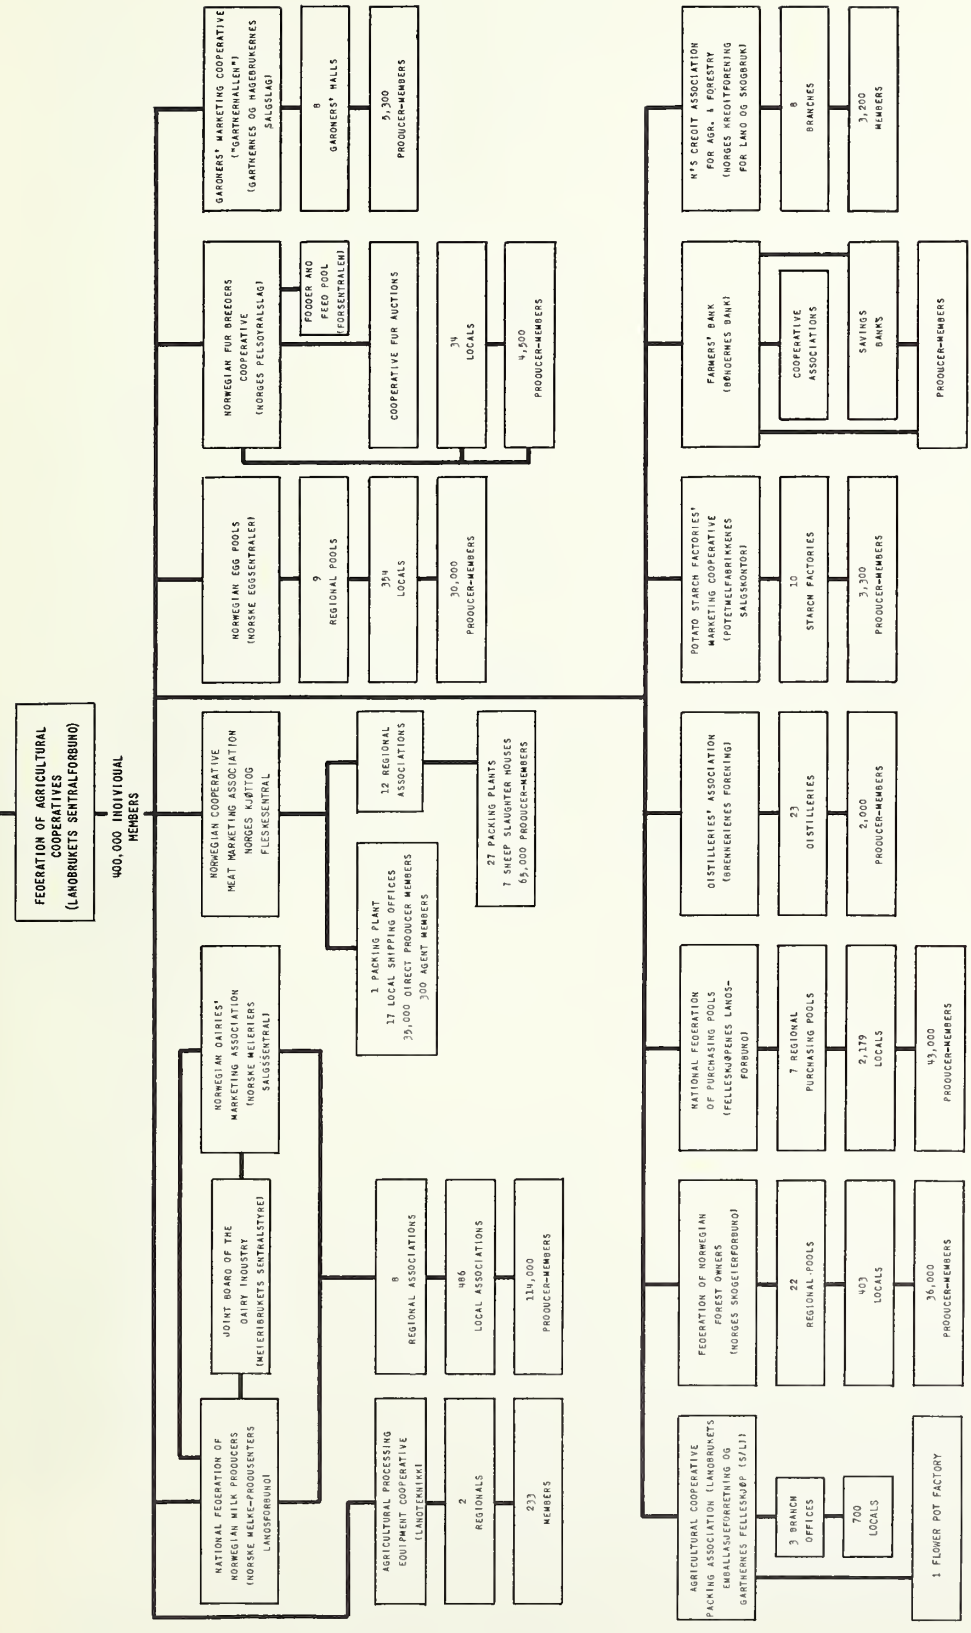 FEDERATION OF AGRICULTURAL
COOPERATIVES
(LANDBRUKETS SENTRALFORBUND)
400,000 INDIVIDUAL
MEMBERS
NATIONAL FEDERATION OF
NORWEGIAN MILK PRODUCERS
(NORSKE MELKE-PRODUSENTERS
LANDSFORBUND)
JOINT BOARD OF THE
DAIRY INDUSTRY
(MEIERIBRUKETS SENTRALSTYRE)
NORWEGIAN DAIRIES'
MARKETING ASSOCIATION
(NORSKE MEIERIERS
SALGSSENTRAL)
8
REGIONAL ASSOCIATIONS
486
LOCAL ASSOCIATIONS
114,000
PRODUCER-MEMBERS
AGRICULTURAL PROCESSING
EQUIPMENT COOPERATIVE
(LANDTEKNIKK)
2
REGIONALS
233
MEMBERS
NORWEGIAN COOPERATIVE
MEAT MARKETING ASSOCIATION
NORGES KJØTTOG
FLESKESENTRAL
1 PACKING PLANT
17 LOCAL SHIPPING OFFICES
35,000 DIRECT PRODUCER MEMBERS
300 AGENT MEMBERS
12 REGIONAL
ASSOCIATIONS
27 PACKING PLANTS
7 SHEEP SLAUGHTER HOUSES
65,000 PRODUCER-MEMBERS
NORWEGIAN EGG POOLS
(NORSKE EGGSENTRALER)
9
REGIONAL POOLS
354
LOCALS
30,000
PRODUCER-MEMBERS
NORWEGIAN FUR BREEDERS
COOPERATIVE
(NORGES PELSDYRALSLAG)
FODDER AND
FEED POOL
(FORSENTRALEN)
COOPERATIVE FUR AUCTIONS
34
LOCALS
4,500
PRODUCER-MEMBERS
GARDNERS' MARKETING COOPERATIVE
("GARTNERHALLEN")
(GARTNERNES OG HAGEBRUKERNES
SALGSLAG)
8
GARDNERS' HALLS
5,300
PRODUCER-MEMBERS
AGRICULTURAL COOPERATIVE
PACKING ASSOCIATION (LANDBRUKETS
EMBALLASJEFORRETNING OG
GARTNERNES FELLESKJØP (S/L))
3 BRANCH
OFFICES
700
LOCALS
1 FLOWER POT FACTORY
FEDERATION OF NORWEGIAN
FOREST OWNERS
(NORGES SKOGEIERFORBUND)
22
REGIONAL POOLS
403
LOCALS
36,000
PRODUCER-MEMBERS
NATIONAL FEDERATION
OF PURCHASING POOLS
(FELLESKJØPENES LANDS-
FORBUND)
7 REGIONAL
PURCHASING POOLS
2,179
LOCALS
43,000
PRODUCER-MEMBERS
DISTILLERIES' ASSOCIATION
(BRENNERIENES FORENING)
23
DISTILLERIES
2,000
PRODUCER-MEMBERS
POTATO STARCH FACTORIES'
MARKETING COOPERATIVE
(POTETMELFABRIKKENES
SALGSKONTOR)
10
STARCH FACTORIES
3,300
PRODUCER-MEMBERS
FARMERS' BANK
(BØNDERNES BANK)
COOPERATIVE
ASSOCIATIONS
SAVINGS
BANKS
PRODUCER-MEMBERS
N'S CREDIT ASSOCIATION
FOR AGR. & FORESTRY
(NORGES KREDITFORENING
FOR LAND OG SKOGBRUK)
8
BRANCHES
3,200
MEMBERS